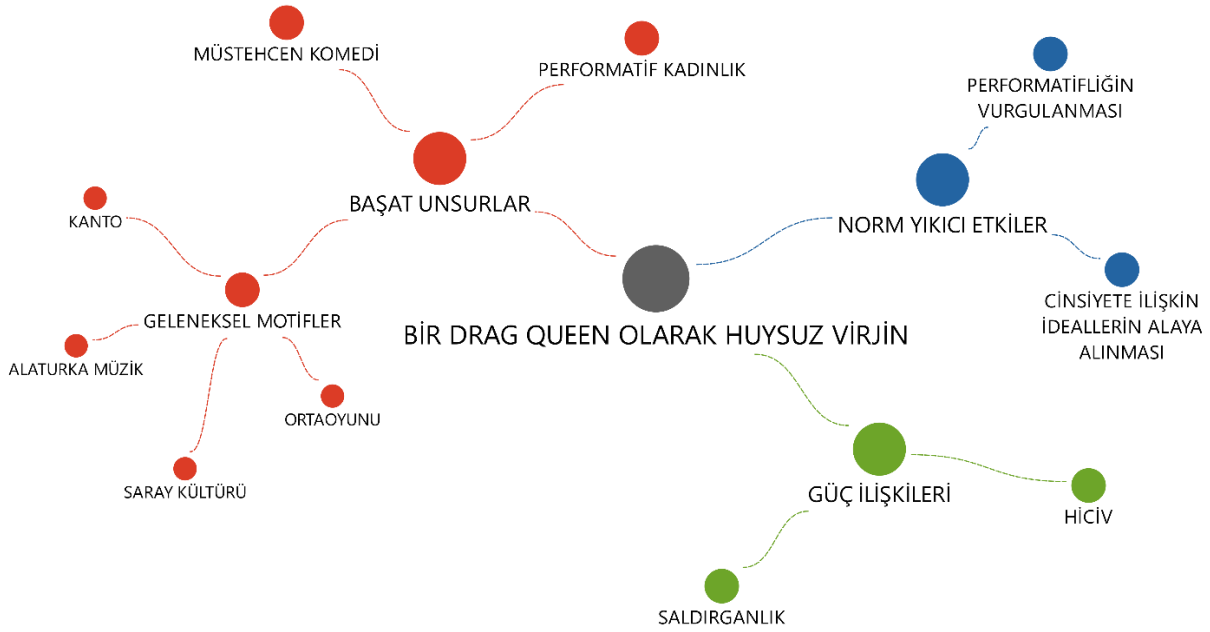 MÜSTEHCEN KOMEDİ
PERFORMATİF KADINLIK
PERFORMATİFLİĞİN
VURGULANMASI
BAŞAT UNSURLAR
KANTO
NORM YIKICI ETKİLER
GELENEKSEL MOTİFLER
CİNSİYETE İLİŞKİN
İDEALLERİN ALAYA
ALINMASI
BİR DRAG QUEEN OLARAK HUYSUZ VİRJİN
ALATURKA MÜZİK
ORTAOYUNU
SARAY KÜLTÜRÜ
GÜÇ İLİŞKİLERİ
HİCİV
SALDIRGANLIK